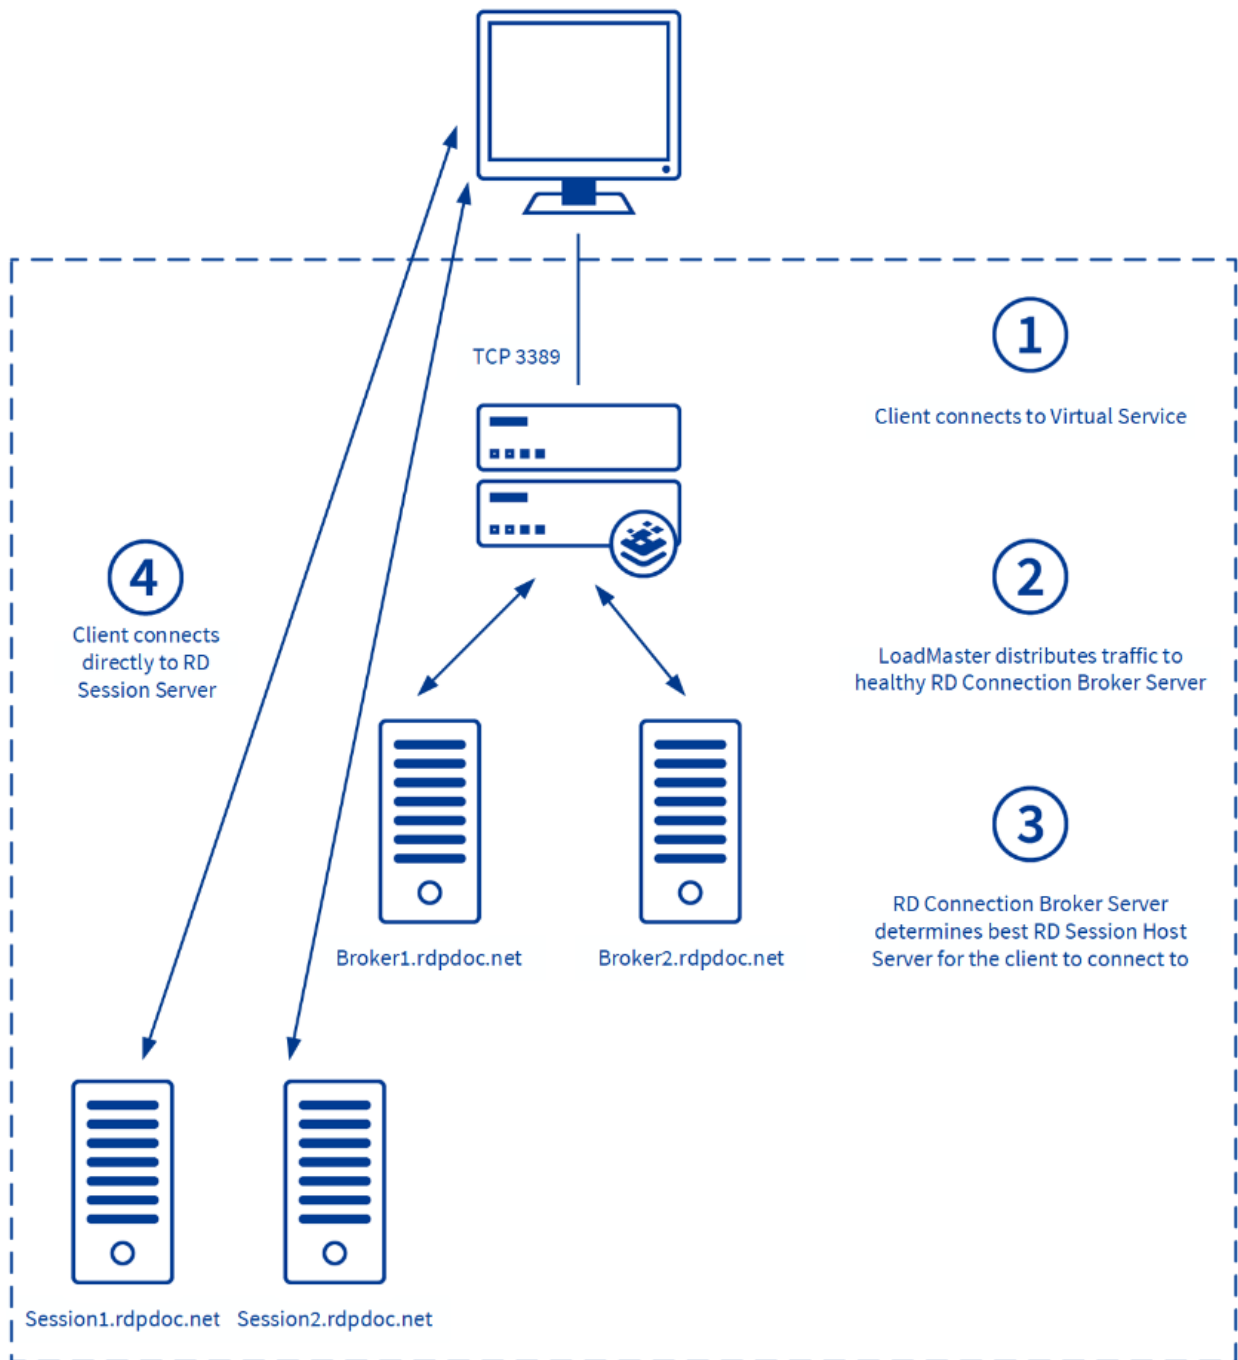 TCP 3389
1
Client connects to Virtual Service
2
LoadMaster distributes traffic to
healthy RD Connection Broker Server
3
RD Connection Broker Server
determines best RD Session Host
Server for the client to connect to
4
Client connects
directly to RD
Session Server
Broker1.rdpdoc.net
Broker2.rdpdoc.net
Session1.rdpdoc.net
Session2.rdpdoc.net